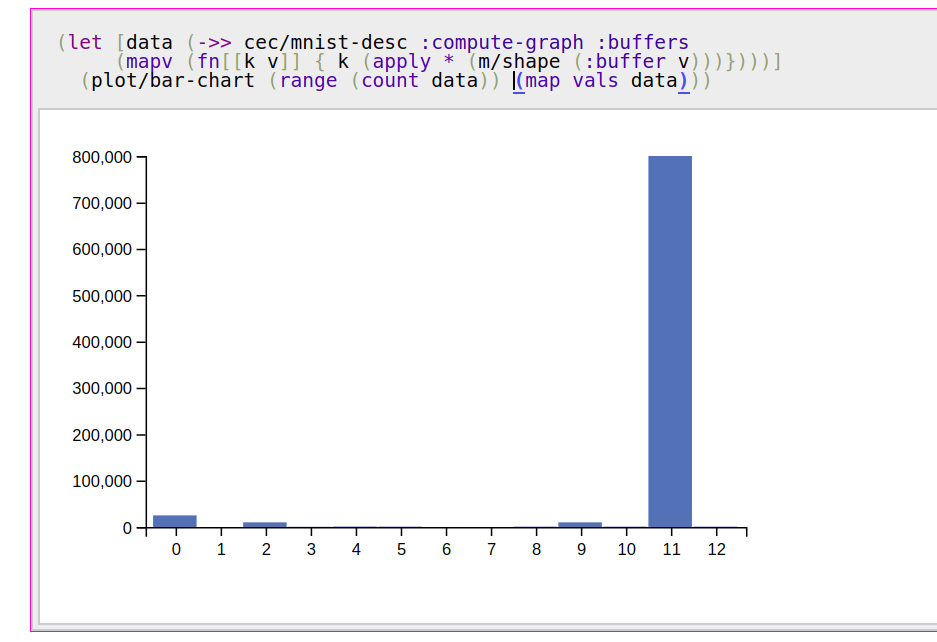 (let [data (->> cec/mnist-desc :compute-graph :buffers
(mapv (fn[[k v]] { k (apply * (m/shape (:buffer v)))})))]
(plot/bar-chart (range (count data)) (map vals data)))
800,000
700,000
600,000
500,000
400,000
300,000
200,000
100,000
0
0 1 2 3 4 5 6 7 8 9 10 11 12